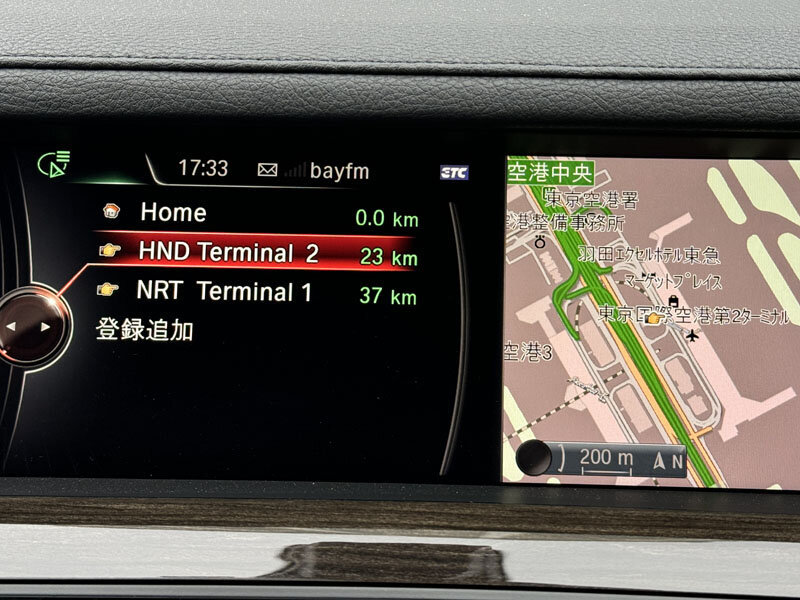 17:33 bayfm ETC
Home 0.0 km
HND Terminal 2 23 km
NRT Terminal 1 37 km
登録追加
空港中央
東京空港署
港整備事務所
羽田エクセルホテル東急
マーケットプレイス
東京国際空港第2ターミナル
空港3
200 m N